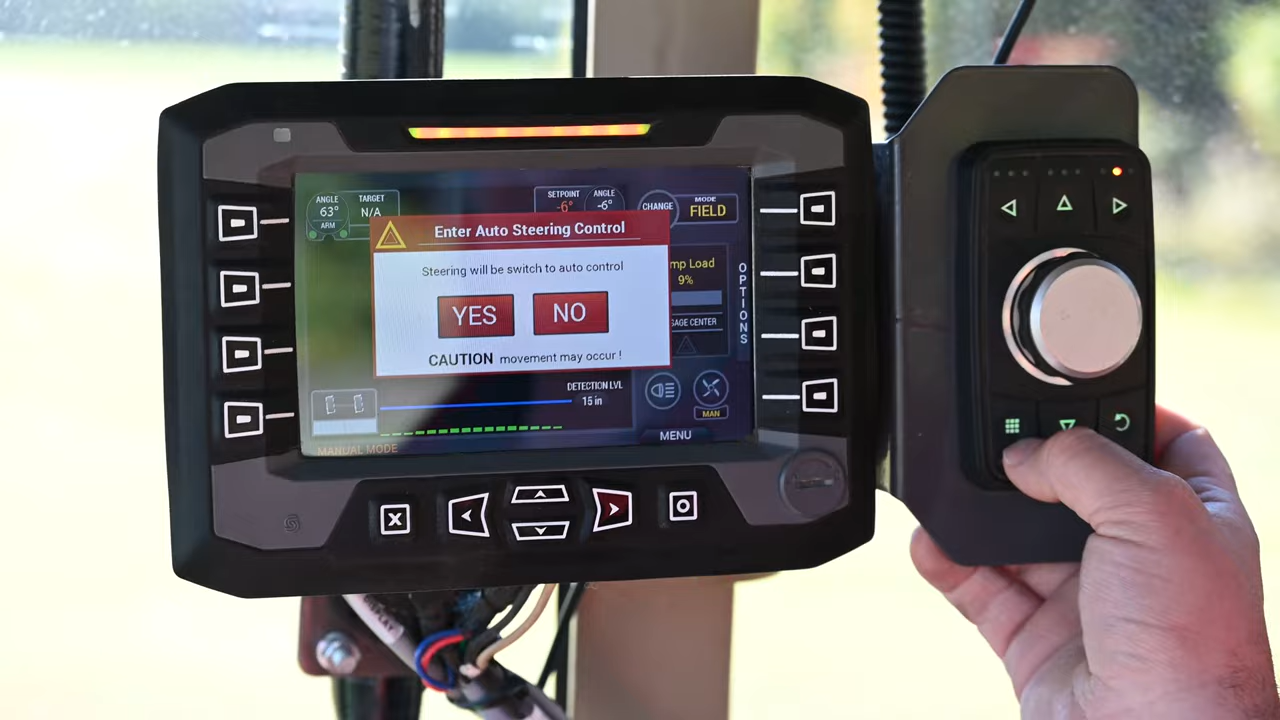 ANGLE
63°
ARM
TARGET
N/A
SETPOINT
-6°
ANGLE
-6°
CHANGE
MODE
FIELD
Enter Auto Steering Control
Steering will be switch to auto control
YES
NO
CAUTION movement may occur !
mp Load
9%
SAGE CENTER
OPTIONS
DETECTION LVL
15 in
MAN
MENU
MANUAL MODE
X
DISPLAY